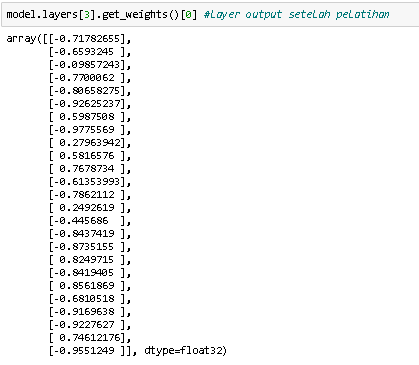 model.layers[3].get_weights()[0] #Layer output setelah pelatihan
array([[-0.71782655],
[-0.6593245 ],
[-0.09857243],
[-0.7700062 ],
[-0.80658275],
[-0.92625237],
[ 0.5987508 ],
[-0.9775569 ],
[ 0.27963942],
[ 0.5816576 ],
[ 0.7678734 ],
[-0.61353993],
[-0.7862112 ],
[ 0.2492619 ],
[-0.445686  ],
[-0.8437419 ],
[-0.8735155 ],
[ 0.8249715 ],
[-0.8419405 ],
[ 0.8561869 ],
[-0.6810518 ],
[-0.9169638 ],
[-0.9227627 ],
[ 0.74612176],
[-0.9551249 ]], dtype=float32)